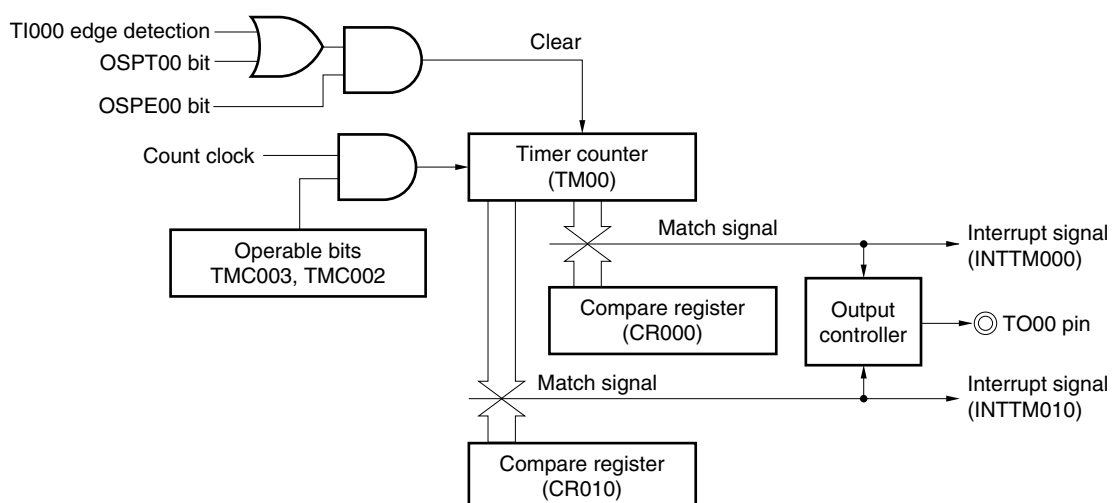 TI000 edge detection
OSPT00 bit
OSPE00 bit
Clear
Count clock
Timer counter
(TM00)
Operable bits
TMC003, TMC002
Match signal
Interrupt signal
(INTTM000)
Compare register
(CR000)
Output
controller
TO00 pin
Match signal
Interrupt signal
(INTTM010)
Compare register
(CR010)